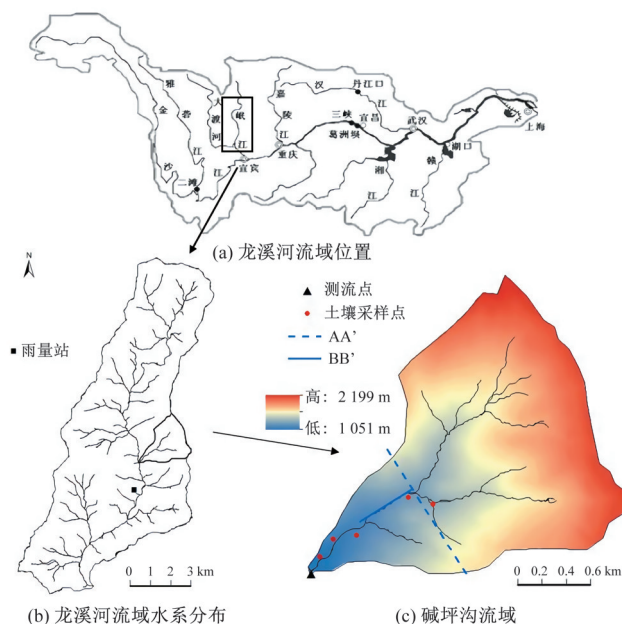 雅
金
砻
沙
江
二滩
江
大
渡
河
岷
江
宜宾
嘉
陵
江
重庆
汉
丹江口
江
三峡
宜昌
葛洲坝
武汉
湘
江
赣
江
湖口
上海
(a) 龙溪河流域位置
N
雨量站
0 1 2 3 km
(b) 龙溪河流域水系分布
测流点
土壤采样点
AA’
BB’
高：2 199 m
低：1 051 m
0 0.2 0.4 0.6 km
(c) 碱坪沟流域